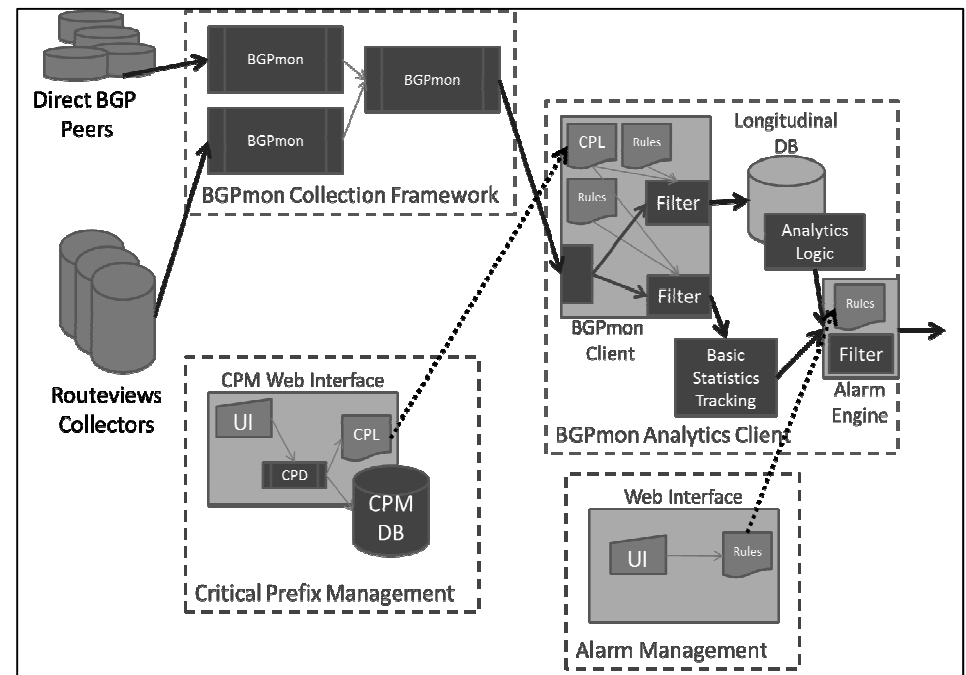 Direct BGP
Peers
BGPmon
BGPmon
BGPmon
BGPmon Collection Framework
Routeviews
Collectors
CPL
Rules
Rules
Filter
Filter
BGPmon
Client
Longitudinal
DB
Analytics
Logic
Basic
Statistics
Tracking
Rules
Filter
Alarm
Engine
BGPmon Analytics Client
CPM Web Interface
UI
CPL
CPD
CPM
DB
Critical Prefix Management
Web Interface
UI
Rules
Alarm Management